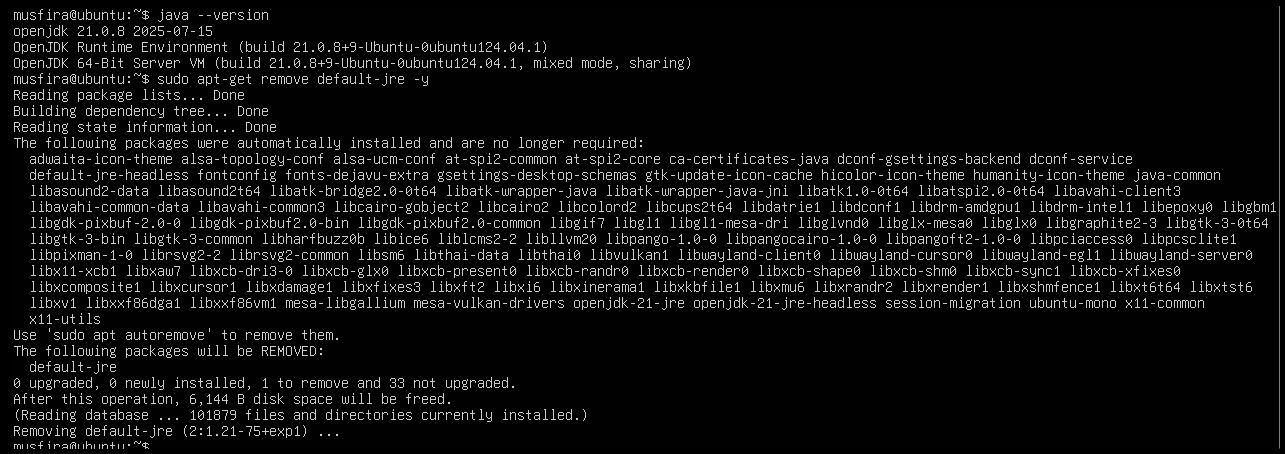 musfira@ubuntu:~$ java --version
openjdk 21.0.8 2025-07-15
OpenJDK Runtime Environment (build 21.0.8+9-Ubuntu-0ubuntu124.04.1)
OpenJDK 64-Bit Server VM (build 21.0.8+9-Ubuntu-0ubuntu124.04.1, mixed mode, sharing)
musfira@ubuntu:~$ sudo apt-get remove default-jre -y
Reading package lists... Done
Building dependency tree... Done
Reading state information... Done
The following packages were automatically installed and are no longer required:
  adwaita-icon-theme alsa-topology-conf alsa-ucm-conf at-spi2-common at-spi2-core ca-certificates-java dconf-gsettings-backend dconf-service
  default-jre-headless fontconfig fonts-dejavu-extra gsettings-desktop-schemas gtk-update-icon-cache hicolor-icon-theme humanity-icon-theme java-common
  libasound2-data libasound2t64 libatk-bridge2.0-0t64 libatk-wrapper-java libatk-wrapper-java-jni libatk1.0-0t64 libatspi2.0-0t64 libavahi-client3
  libavahi-common-data libavahi-common3 libcairo-gobject2 libcairo2 libcolord2 libcups2t64 libdatrie1 libdconf1 libdrm-amdgpu1 libdrm-intel1 libepoxy0 libgbm1
  libgdk-pixbuf-2.0-0 libgdk-pixbuf2.0-bin libgdk-pixbuf2.0-common libgif7 libgl1 libgl1-mesa-dri libglvnd0 libglx-mesa0 libglx0 libgraphite2-3 libgtk-3-0t64
  libgtk-3-bin libgtk-3-common libharfbuzz0b libice6 liblcms2-2 libllvm20 libpango-1.0-0 libpangocairo-1.0-0 libpangoft2-1.0-0 libpciaccess0 libpcsclite1
  libpixman-1-0 librsvg2-2 librsvg2-common libsm6 libthai-data libthai0 libvulkan1 libwayland-client0 libwayland-cursor0 libwayland-egl1 libwayland-server0
  libx11-xcb1 libxaw7 libxcb-dri3-0 libxcb-glx0 libxcb-present0 libxcb-randr0 libxcb-render0 libxcb-shape0 libxcb-shm0 libxcb-sync1 libxcb-xfixes0
  libxcomposite1 libxcursor1 libxdamage1 libxfixes3 libxft2 libxi6 libxinerama1 libxkbfile1 libxmu6 libxrandr2 libxrender1 libxshmfence1 libxt6t64 libxtst6
  libxv1 libxxf86dga1 libxxf86vm1 mesa-libgallium mesa-vulkan-drivers openjdk-21-jre openjdk-21-jre-headless session-migration ubuntu-mono x11-common
  x11-utils
Use 'sudo apt autoremove' to remove them.
The following packages will be REMOVED:
  default-jre
0 upgraded, 0 newly installed, 1 to remove and 33 not upgraded.
After this operation, 6,144 B disk space will be freed.
(Reading database ... 101879 files and directories currently installed.)
Removing default-jre (2:1.21-75+exp1) ...
musfira@ubuntu:~$